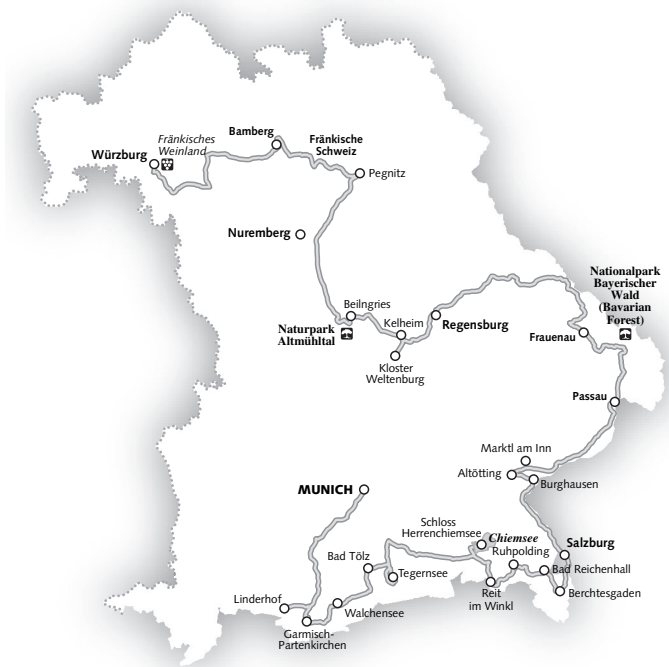 Bamberg
Fränkisches
Weinland
Fränkische
Schweiz
Würzburg
Pegnitz
Nuremberg
Nationalpark
Bayerischer
Wald
(Bavarian
Forest)
Beilngries
Naturpark
Altmühltal
Kelheim
Regensburg
Frauenau
Kloster
Weltenburg
Passau
Marktl am Inn
Altötting
Burghausen
MUNICH
Schloss
Herrenchiemsee
Chiemsee
Ruhpolding
Salzburg
Bad Tölz
Bad Reichenhall
Tegernsee
Reit
im Winkl
Berchtesgaden
Linderhof
Walchensee
Garmisch-
Partenkirchen